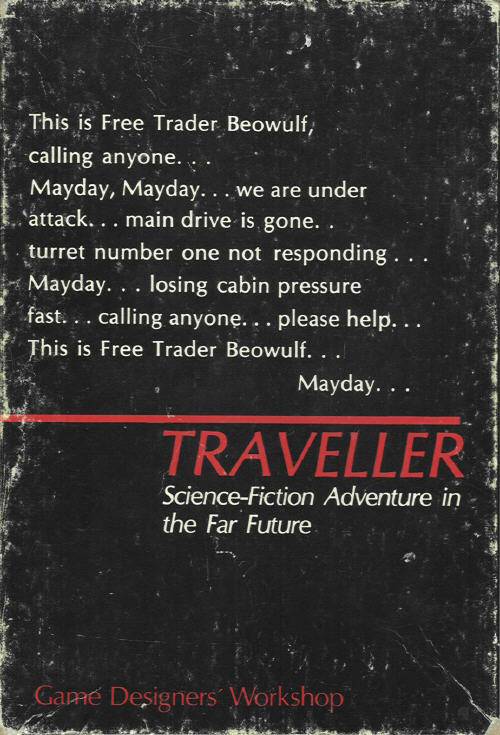 This is Free Trader Beowulf,
calling anyone. . .
Mayday, Mayday. . . we are under
attack. . . main drive is gone. .
turret number one not responding . . .
Mayday. . . losing cabin pressure
fast. . . calling anyone. . . please help. . .
This is Free Trader Beowulf. . .
Mayday. . .
TRAVELLER
Science-Fiction Adventure in
the Far Future
Game Designers' Workshop